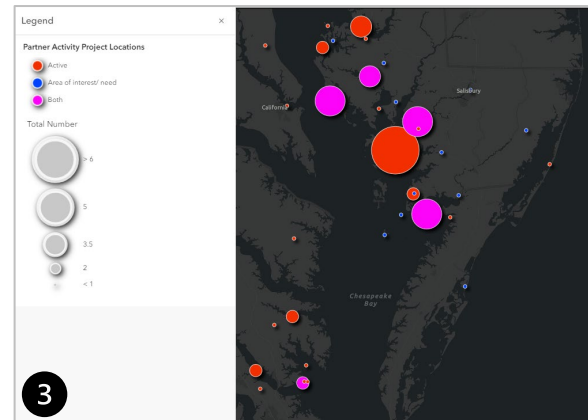 Legend ×
Partner Activity Project Locations
Active
Area of interest/ need
Both
Total Number
> 6
5
3.5
2
< 1
3
California
Salisbury
Chesapeake
Bay